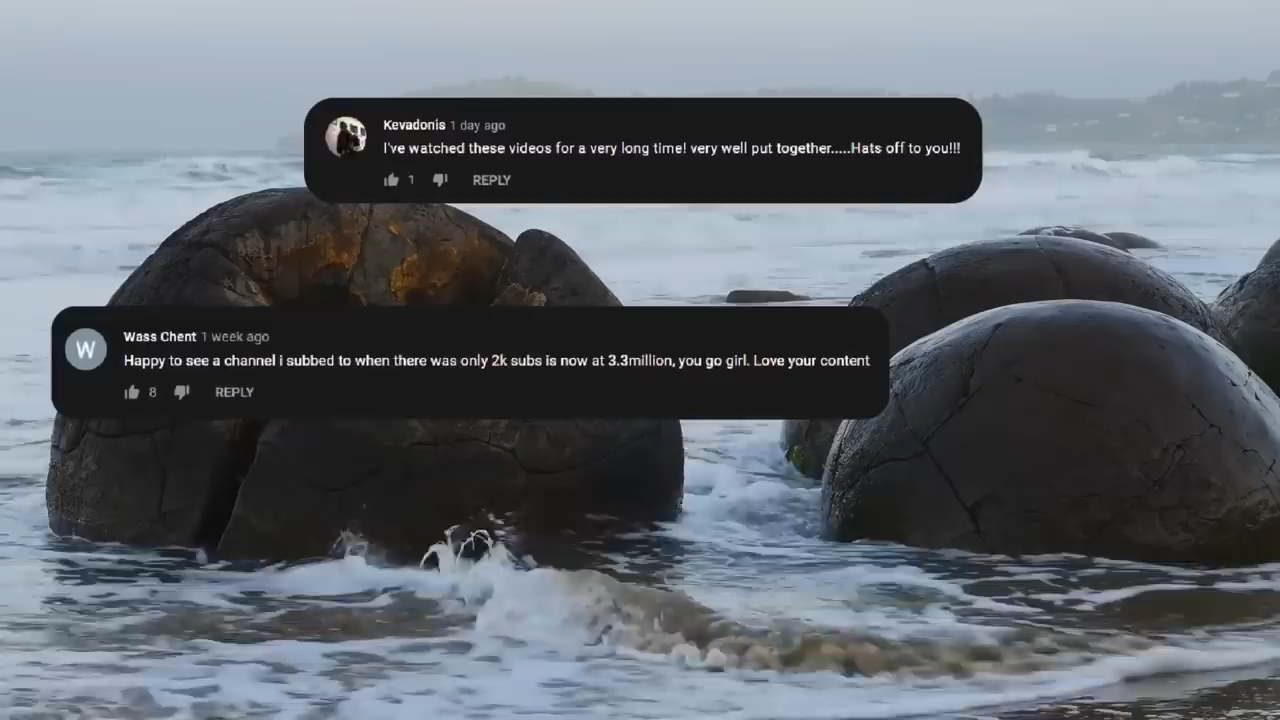 Kevadonis 1 day ago
I've watched these videos for a very long time! very well put together.....Hats off to you!!!
1 REPLY
W
Wass Chent 1 week ago
Happy to see a channel i subbed to when there was only 2k subs is now at 3.3million, you go girl. Love your content
8 REPLY